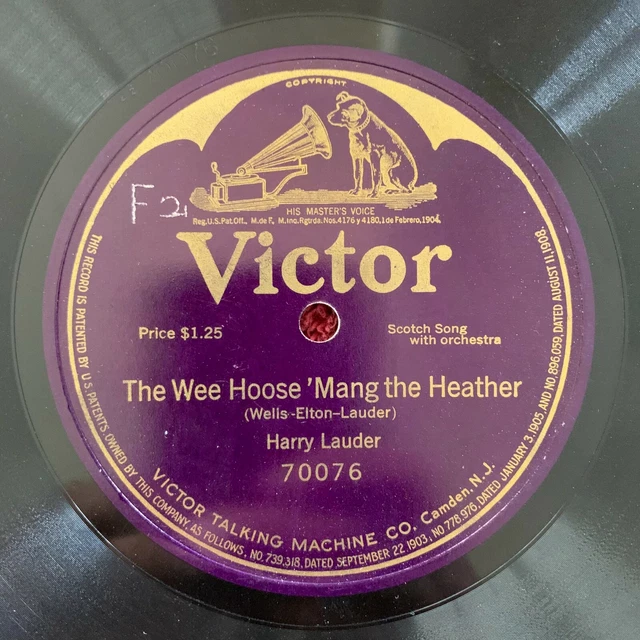 COPYRIGHT
F 21
HIS MASTER'S VOICE
Reg.U.S.Pat.Off., M.de F., M.Inc.Rgtrda.Nos.4176 y 4180,1 de Febrero, 1904.
Victor
Price $1.25
Scotch Song
with orchestra
The Wee Hoose 'Mang the Heather
(Wells-Elton-Lauder)
Harry Lauder
70076
VICTOR TALKING MACHINE CO. Camden, N.J.
THIS RECORD IS PATENTED BY U.S. PATENTS OWNED BY THIS COMPANY, AS FOLLOWS, NO. 739,318, DATED SEPTEMBER 22, 1903, NO. 778,976, DATED JANUARY 3, 1905, AND NO. 896,059, DATED AUGUST 11, 1908.